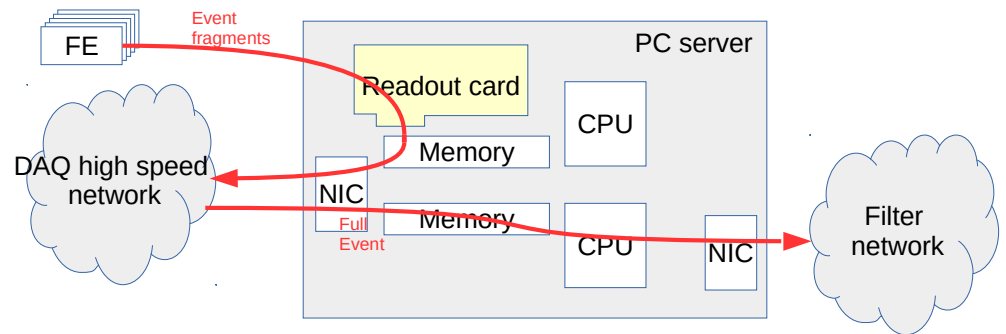 Event
fragments
FE
PC server
Readout card
CPU
Memory
DAQ high speed
network
NIC
Memory
Full
Event
CPU
NIC
Filter
network